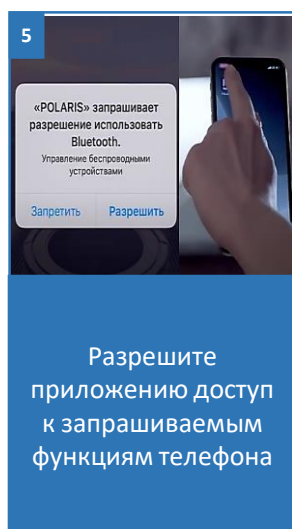 5
«POLARIS» запрашивает
разрешение использовать
Bluetooth.
Управление беспроводными
устройствами
Запретить Разрешить
Разрешите
приложению доступ
к запрашиваемым
функциям телефона